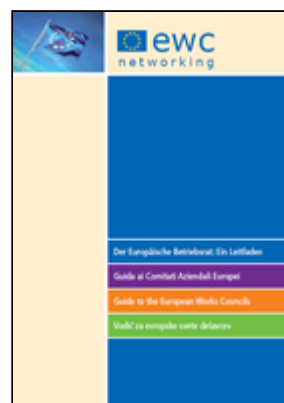 ewc
networking
Der Europäische Betriebsrat: Ein Leitfaden
Guida ai Comitati Aziendali Europei
Guide to the European Works Councils
Vodič za evropske svete delavcev